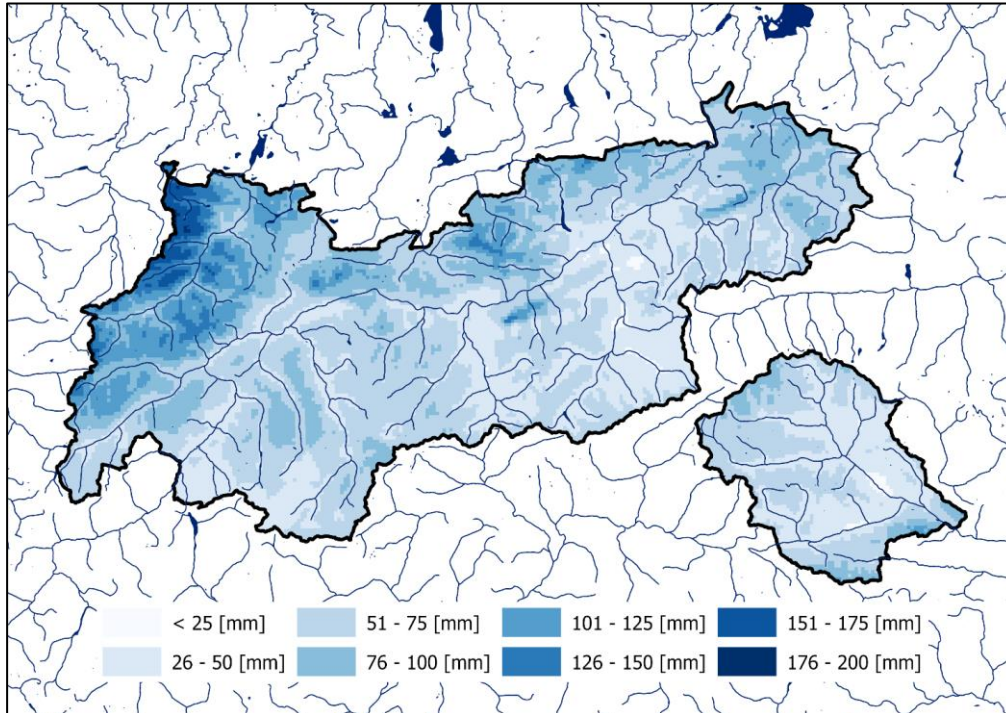 < 25 [mm]
51 - 75 [mm]
101 - 125 [mm]
151 - 175 [mm]
26 - 50 [mm]
76 - 100 [mm]
126 - 150 [mm]
176 - 200 [mm]